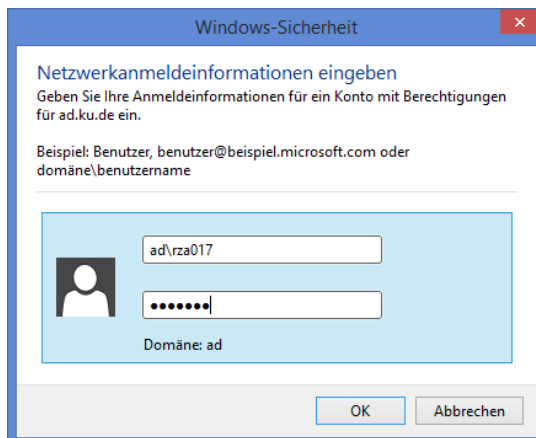 Windows-Sicherheit
Netzwerkanmeldeinformationen eingeben
Geben Sie Ihre Anmeldeinformationen für ein Konto mit Berechtigungen
für ad.ku.de ein.
Beispiel: Benutzer, benutzer@beispiel.microsoft.com oder
domäne\benutzername
ad\rza017
●●●●●●●
Domäne: ad
OK
Abbrechen